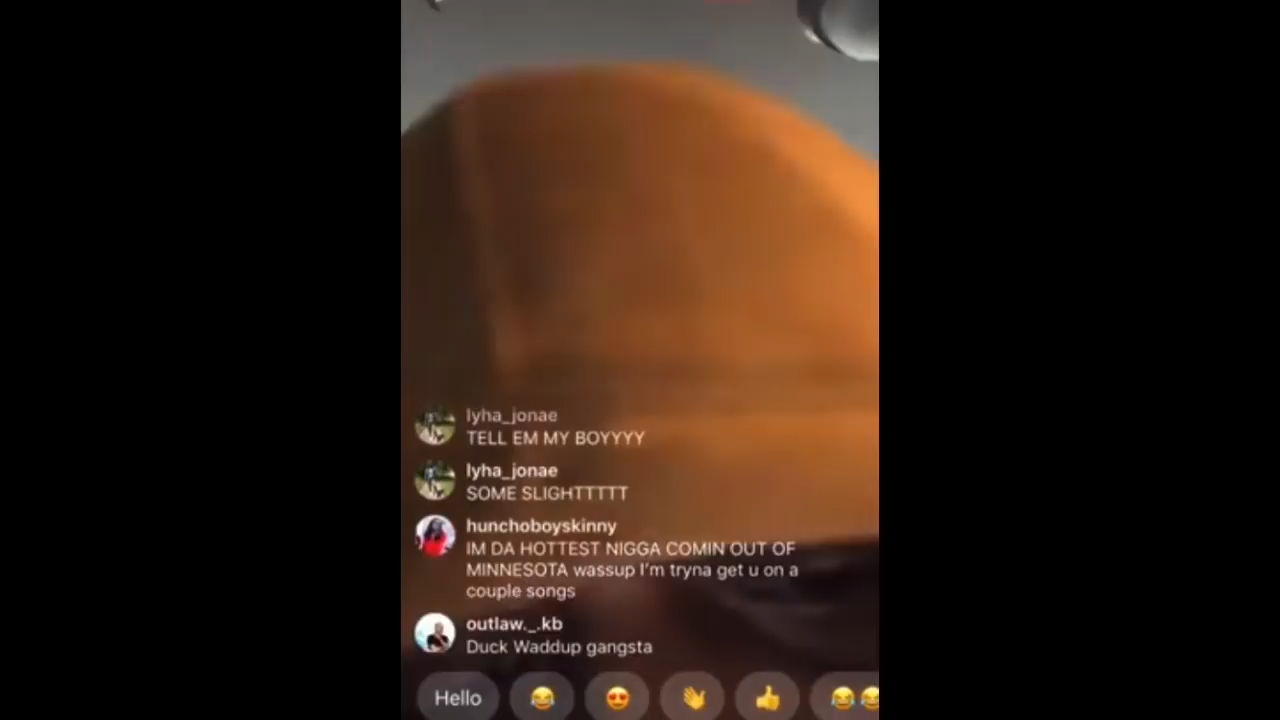 lyha_jonae
TELL EM MY BOYYYY
lyha_jonae
SOME SLIGHTTTTT
hunchoboyskinny
IM DA HOTTEST NIGGA COMIN OUT OF
MINNESOTA wassup I'm tryna get u on a
couple songs
outlaw._.kb
Duck Waddup gangsta
Hello